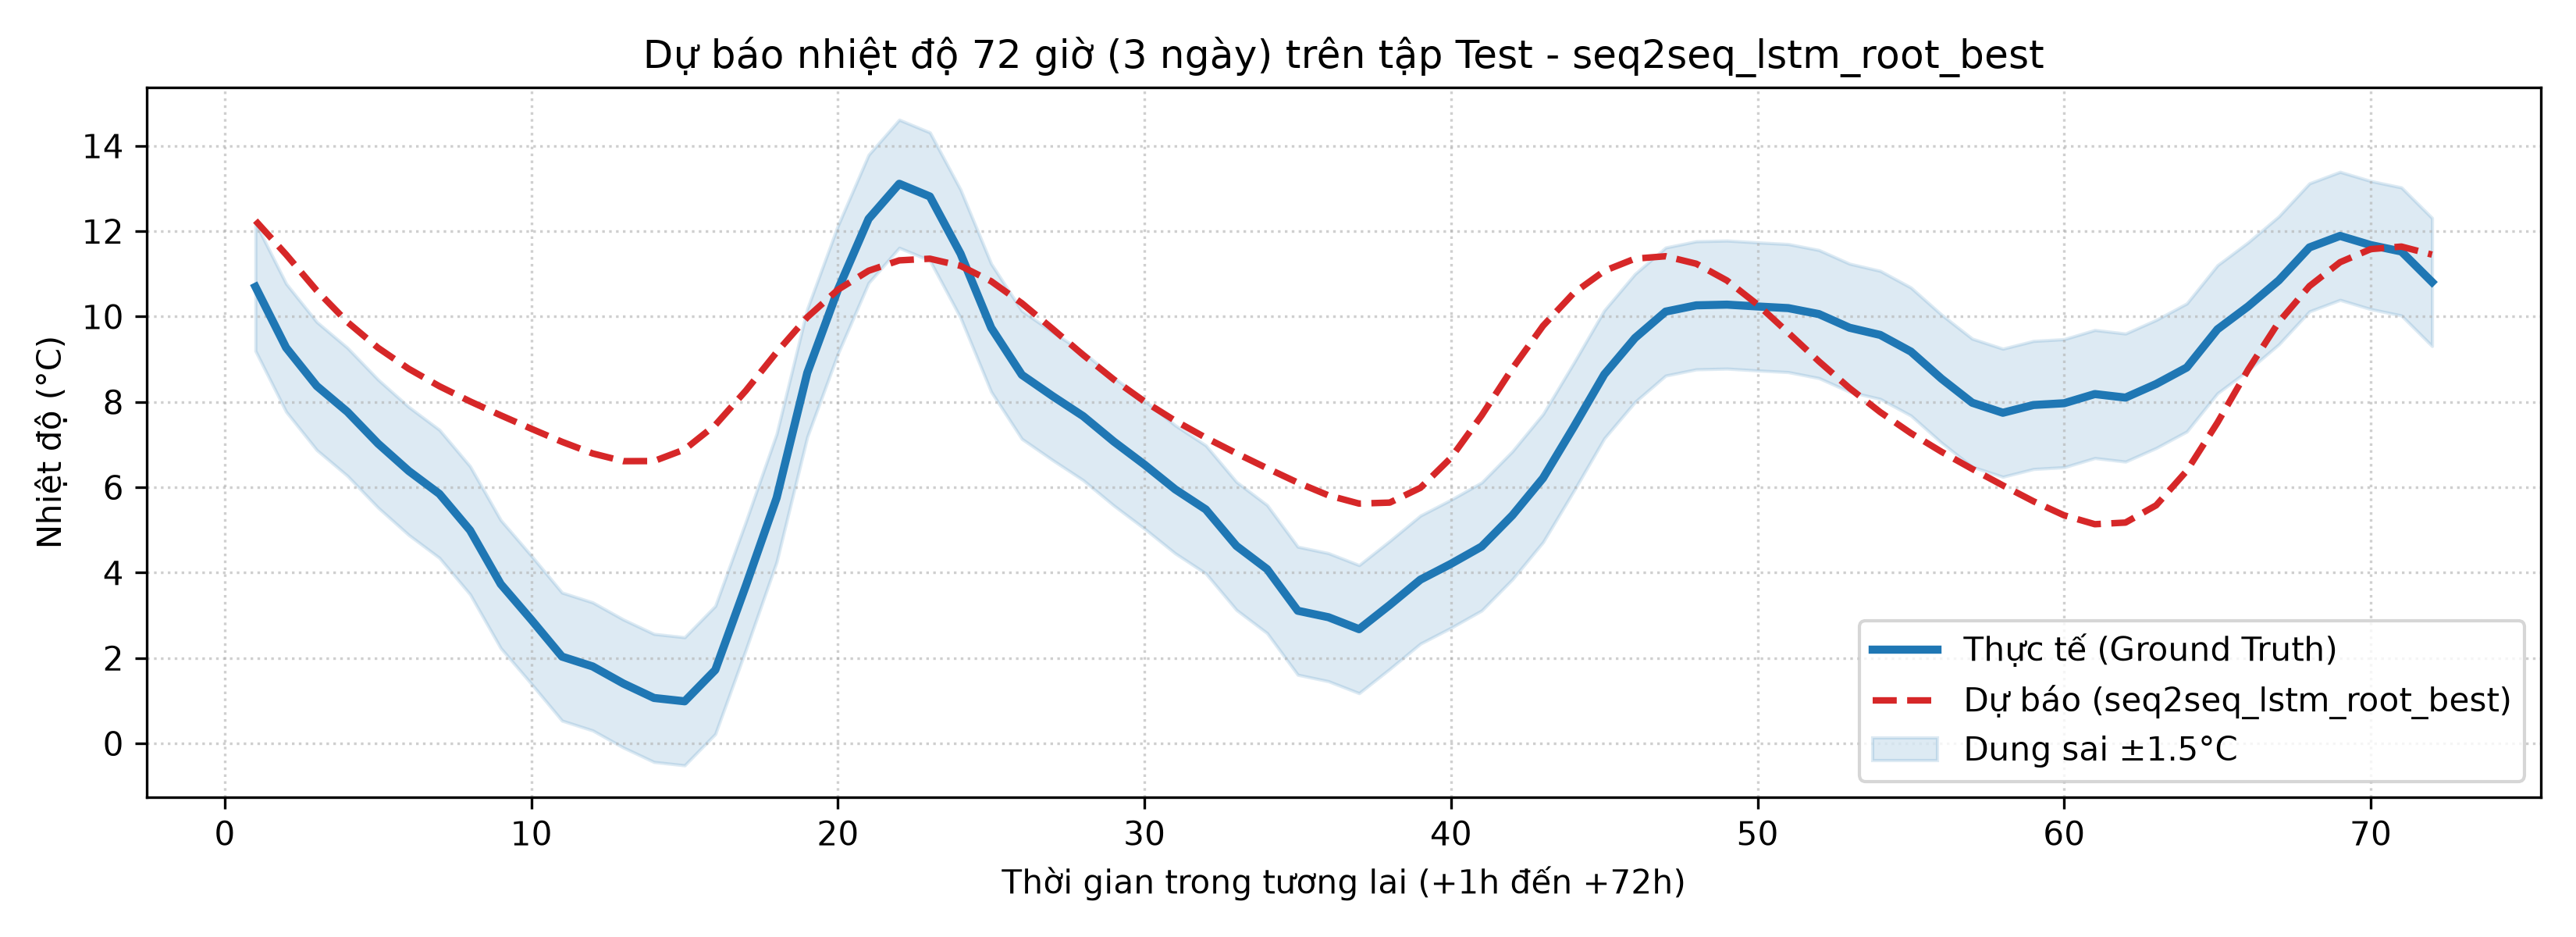 Dự báo nhiệt độ 72 giờ (3 ngày) trên tập Test - seq2seq_lstm_root_best
Nhiệt độ (°C)
14
12
10
8
6
4
2
0
0 10 20 30 40 50 60 70
Thời gian trong tương lai (+1h đến +72h)
Thực tế (Ground Truth)
Dự báo (seq2seq_lstm_root_best)
Dung sai ±1.5°C